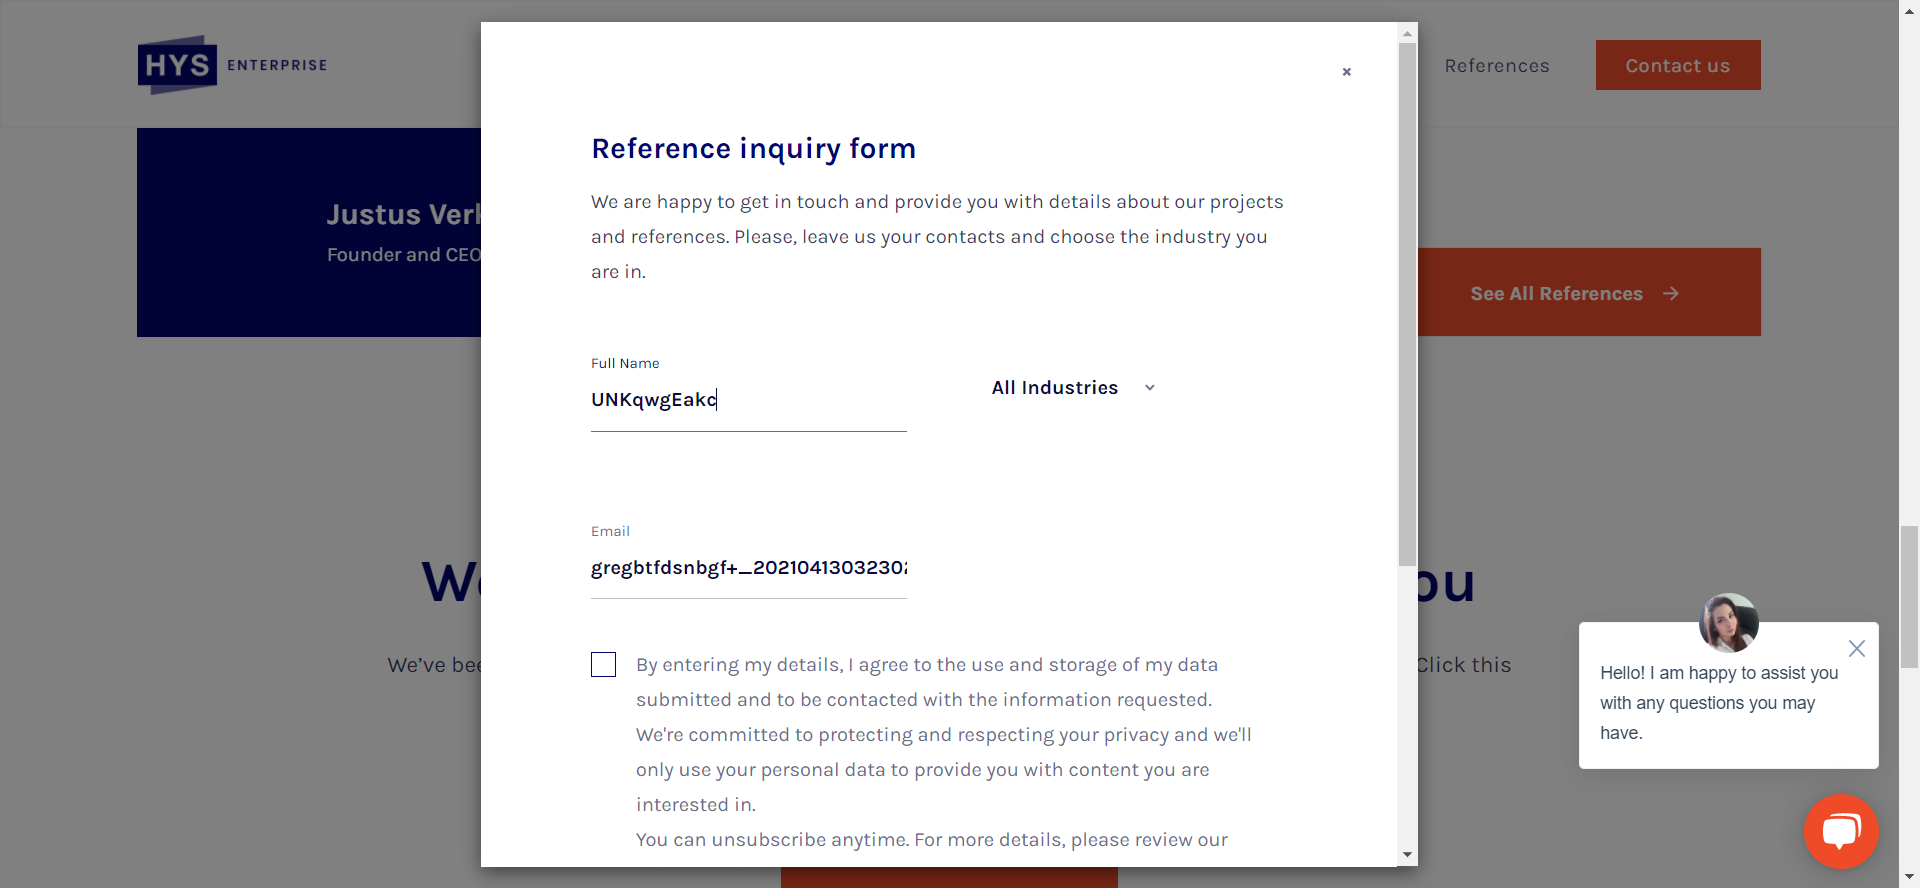 HYS ENTERPRISE
References
Contact us
×
Reference inquiry form
We are happy to get in touch and provide you with details about our projects
and references. Please, leave us your contacts and choose the industry you
are in.
Justus Verk
Founder and CEO
See All References →
Full Name
UNKqwgEakc
All Industries
Email
gregbtfdsnbgf+_2021041303230
By entering my details, I agree to the use and storage of my data
submitted and to be contacted with the information requested.
We're committed to protecting and respecting your privacy and we'll
only use your personal data to provide you with content you are
interested in.
You can unsubscribe anytime. For more details, please review our
We
ou
We've bee
Click this
Hello! I am happy to assist you
with any questions you may
have.